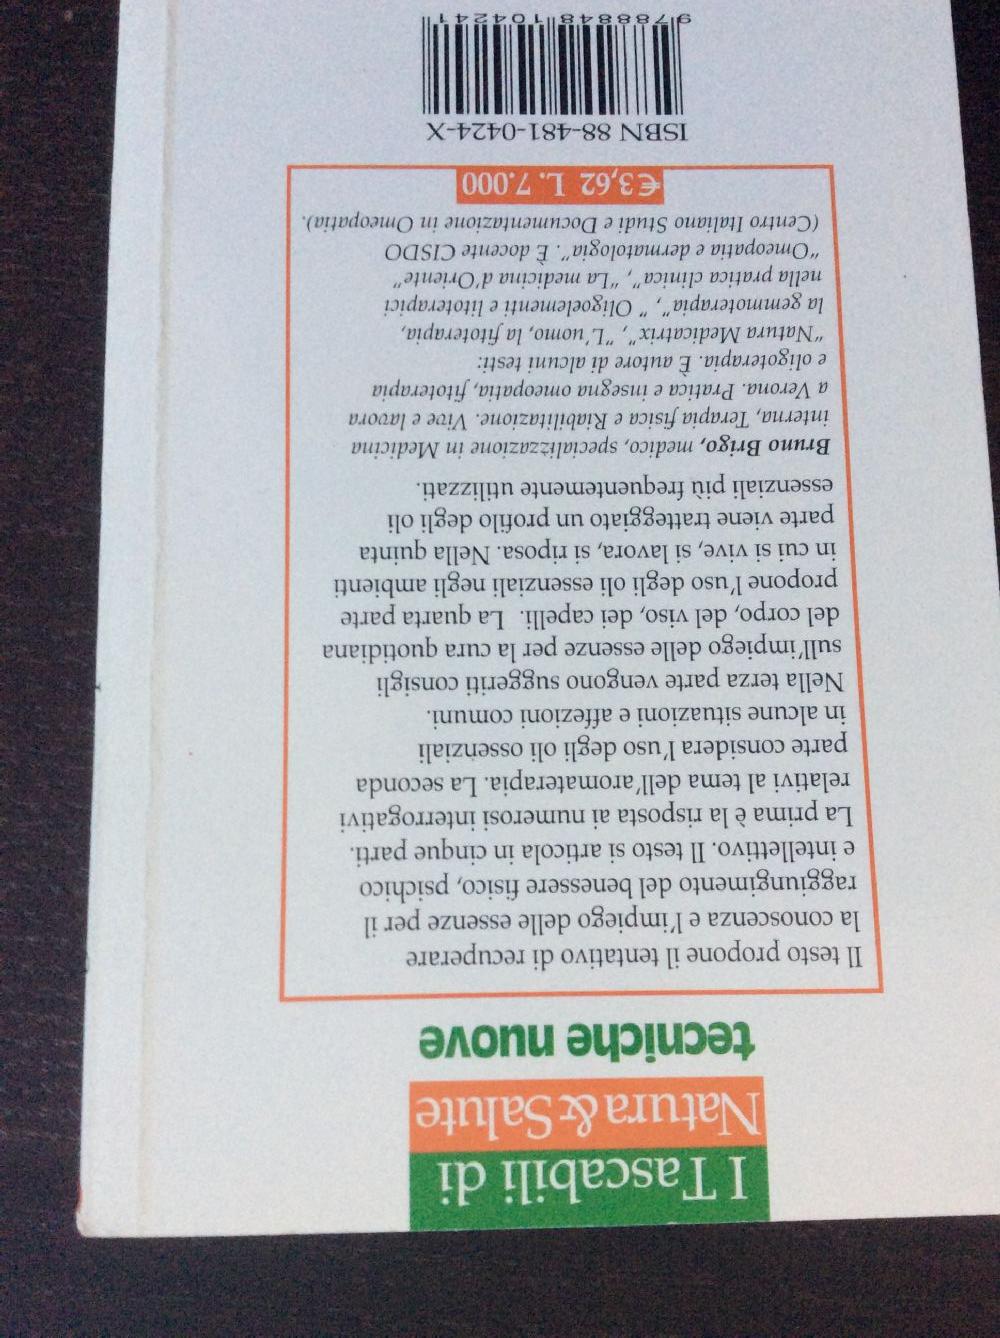 I Tascabili di
Natura&Salute
tecniche nuove
Il testo propone il tentativo di recuperare
la conoscenza e l'impiego delle essenze per il
raggiungimento del benessere fisico, psichico
e intellettivo. Il testo si articola in cinque parti.
La prima è la risposta ai numerosi interrogativi
relativi al tema dell'aromaterapia. La seconda
parte considera l'uso degli oli ossenziali
in alcune situazioni e affezioni comuni.
Nella terza parte vengono suggeriti consigli
sull'impiego delle essenze per la cura quotidiana
del corpo, del viso, dei capelli. La quarta parte
propone l'uso degli oli essenziali negli ambienti
in cui si vive, si lavora, si riposa. Nella quinta
parte viene tratteggiato un profilo degli oli
essenziali più frequentemente utilizzati.
Bruno Brigo, medico, specializzazione in Medicina
interna, Terapia fisica e Riabilitazione. Vive e lavora
a Verona. Pratica e insegna omeopatia, fitoterapia
e oligoterapia. È autore di alcuni testi:
"Natura Medicatrix", "L'uomo, la fitoterapia,
la gemmoterapia", " Oligoelementi e litoterapici
nella pratica clinica", "La medicina d'Oriente"
"Omeopatia e dermatologia". È docente CISDO
(Centro Italiano Studi e Documentazione in Omeopatia).
€3,62 L. 7.000
ISBN 88-481-0424-X
9788848104241